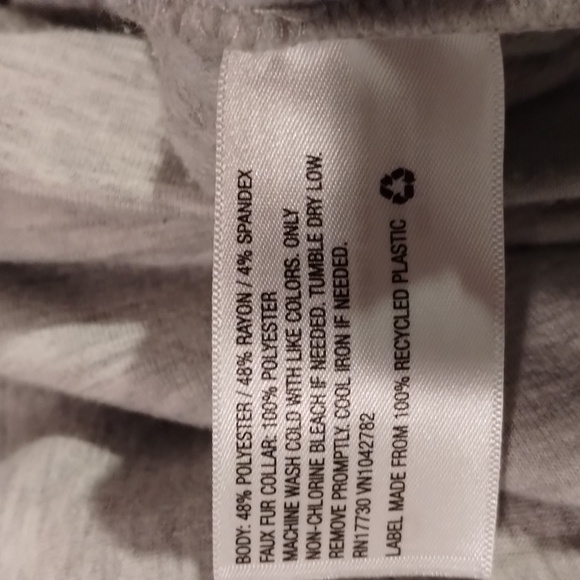 BODY: 48% POLYESTER / 48% RAYON / 4% SPANDEX
FAUX FUR COLLAR: 100% POLYESTER
MACHINE WASH COLD WITH LIKE COLORS. ONLY
NON-CHLORINE BLEACH IF NEEDED. TUMBLE DRY LOW.
REMOVE PROMPTLY. COOL IRON IF NEEDED.
RN17730 VN1042782
LABEL MADE FROM 100% RECYCLED PLASTIC